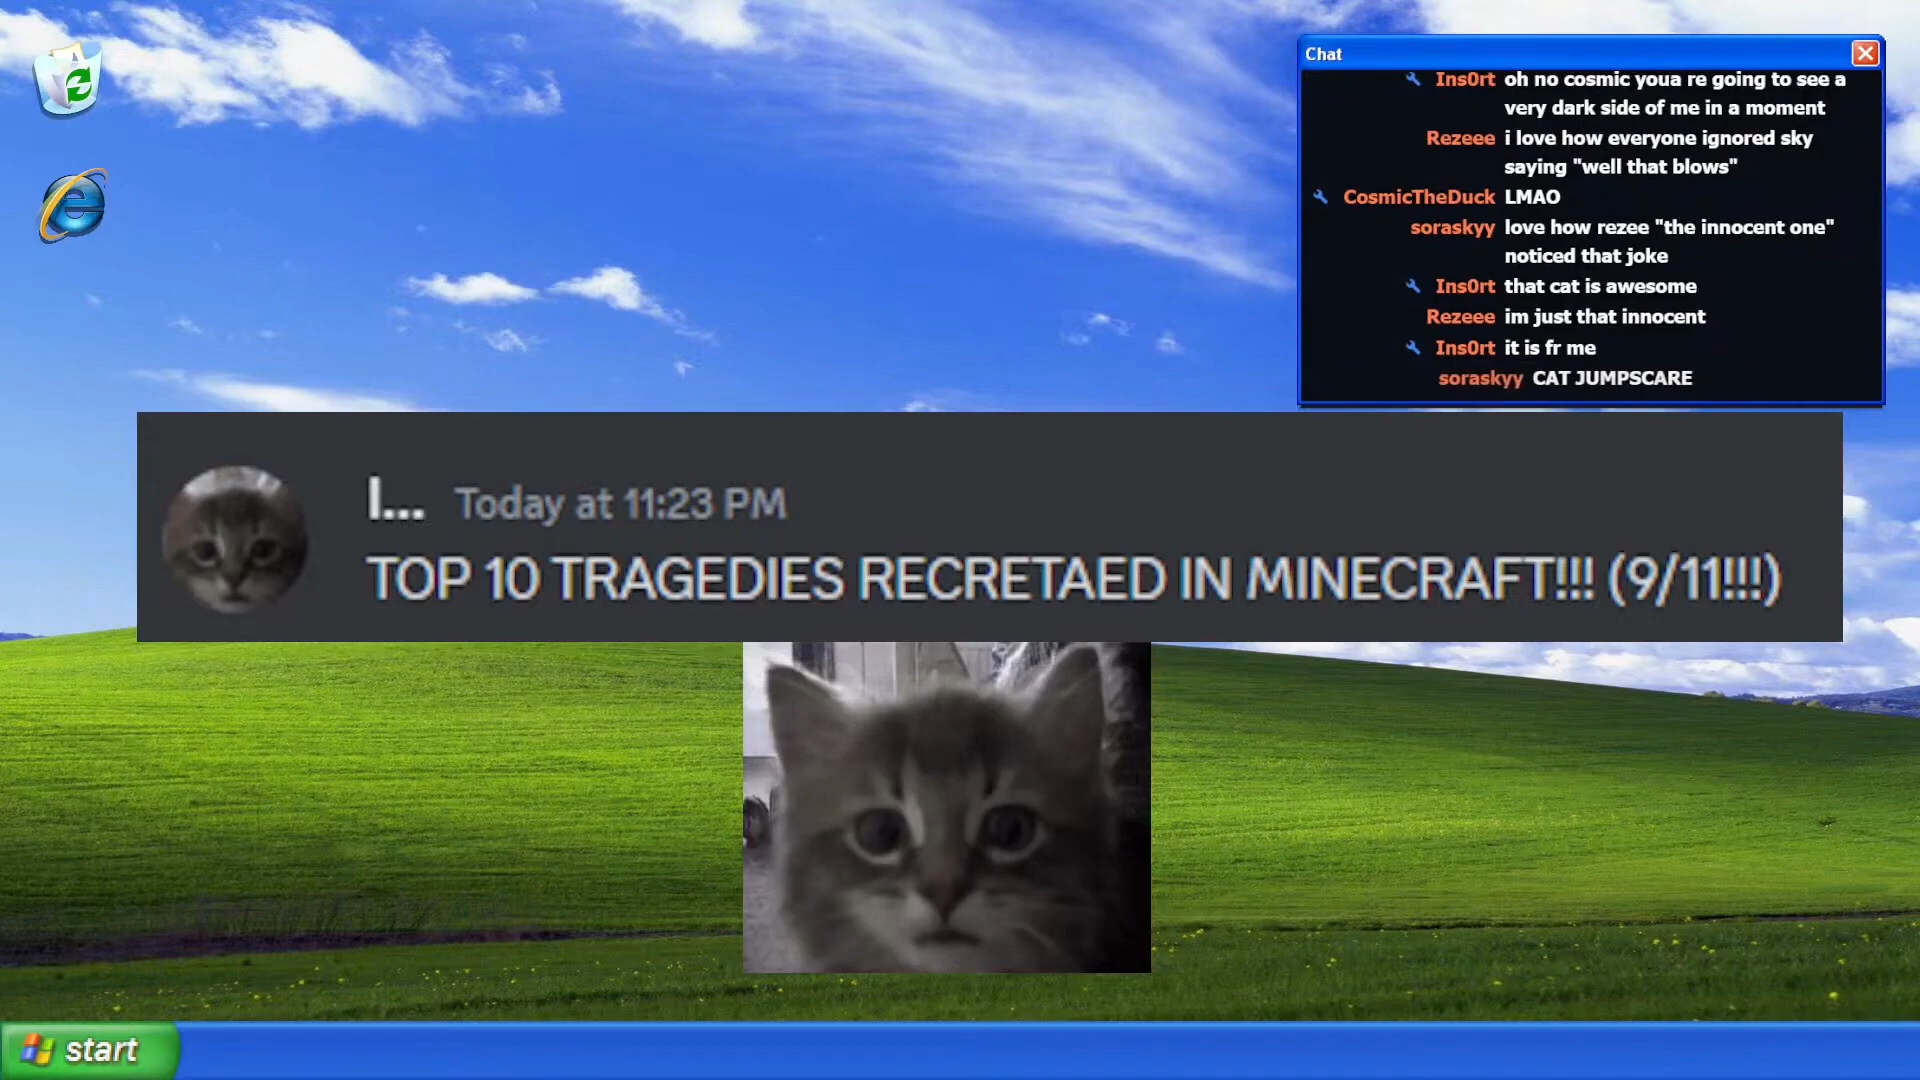 Chat
Ins0rt oh no cosmic youa re going to see a
very dark side of me in a moment
Rezeee i love how everyone ignored sky
saying "well that blows"
CosmicTheDuck LMAO
soraskyy love how rezee "the innocent one"
noticed that joke
Ins0rt that cat is awesome
Rezeee im just that innocent
Ins0rt it is fr me
soraskyy CAT JUMPSCARE
I... Today at 11:23 PM
TOP 10 TRAGEDIES RECRETAED IN MINECRAFT!!! (9/11!!!)
start